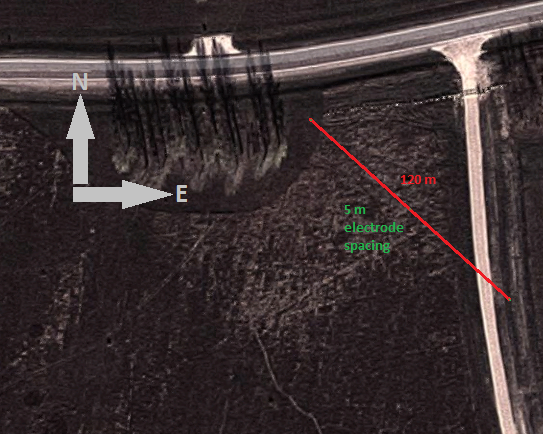 N
E
120 m
5 m
electrode
spacing